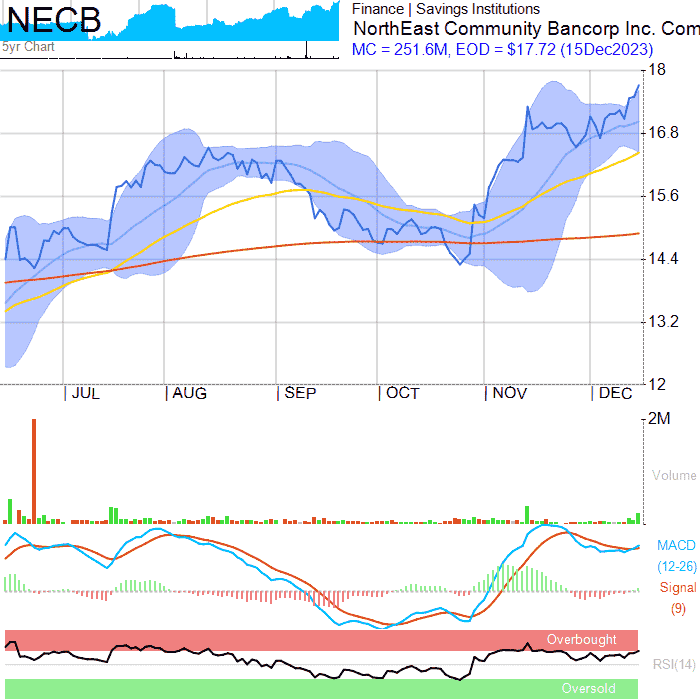 NECB
5yr Chart
Finance | Savings Institutions
NorthEast Community Bancorp Inc. Com
MC = 251.6M, EOD = $17.72 (15Dec2023)
18
16.8
15.6
14.4
13.2
12
JUL AUG SEP OCT NOV DEC
2M
Volume
MACD
(12-26)
Signal
(9)
Overbought
RSI(14)
Oversold